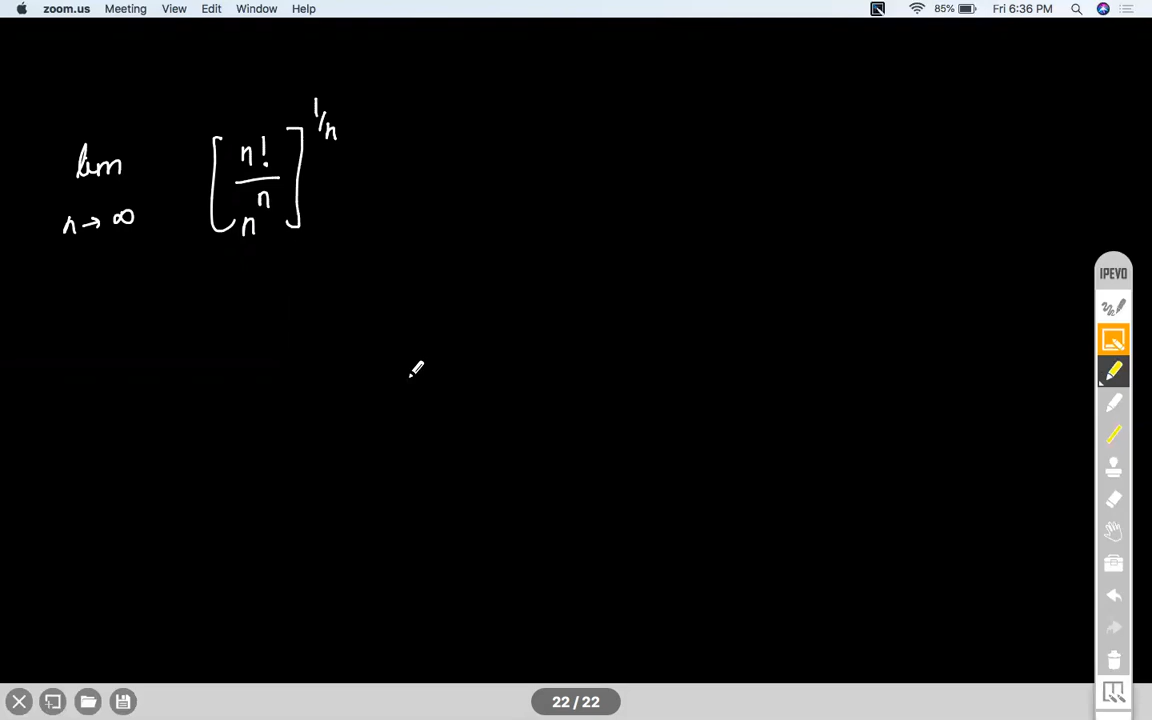 zoom.us Meeting View Edit Window Help 85% Fri 6:36 PM
lim n→∞ [n!/n^n]^1/n
IPEVO
22 / 22